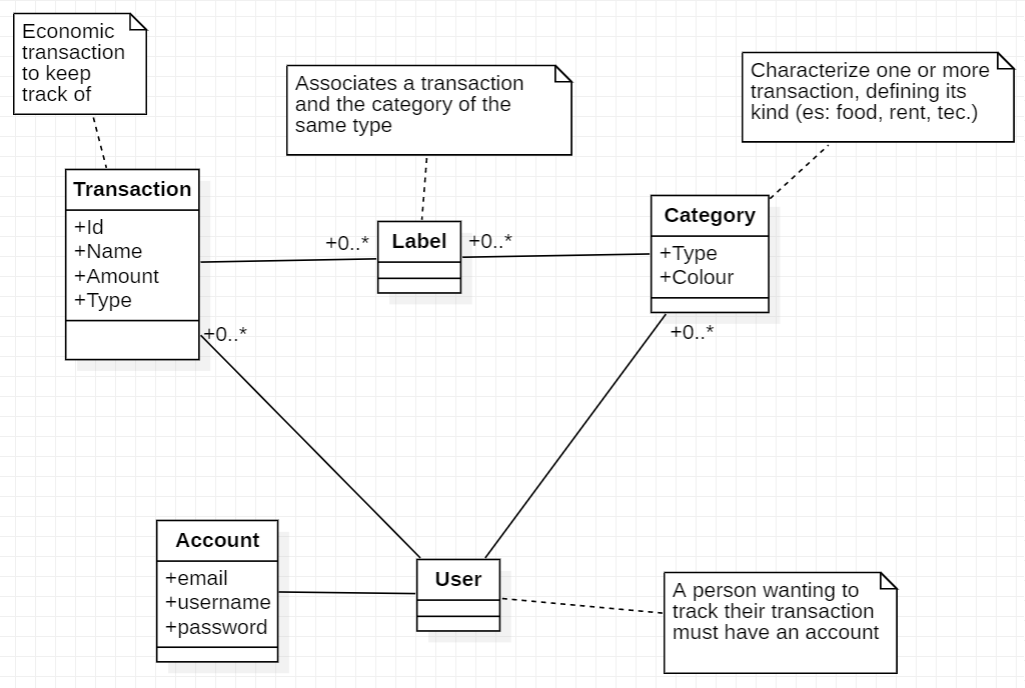 Economic
transaction
to keep
track of
Associates a transaction
and the category of the
same type
Characterize one or more
transaction, defining its
kind (es: food, rent, tec.)
Transaction
+Id
+Name
+Amount
+Type
+0..*
Label
+0..*
Category
+Type
+Colour
+0..*
+0..*
Account
+email
+username
+password
User
A person wanting to
track their transaction
must have an account